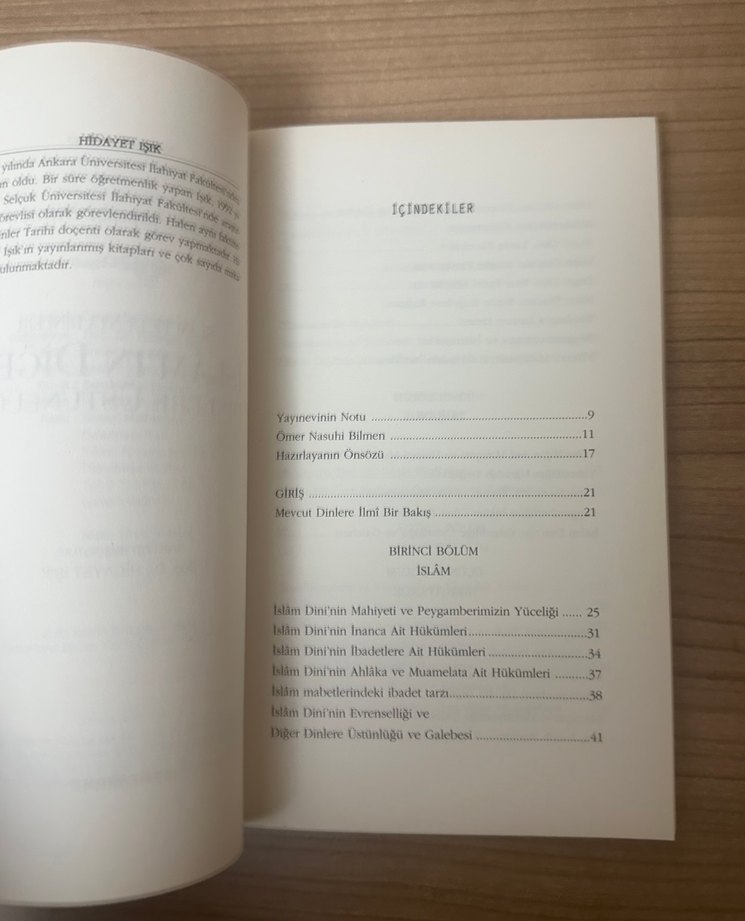 HİDAYET IŞIK
yılında Ankara Üniversitesi İlahiyat Fakültesi'nden
n oldu. Bir süre öğretmenlik yapan Işık, 1992
Selçuk Üniversitesi İlahiyat Fakültesi'nde
örevlisi olarak görevlendirildi. Halen aynı
nler Tarihi doçenti olarak görev yapmaktadır.
Işık'ın yayınlanmış kitapları ve çok sayıda
ulunmaktadır.
İÇİNDEKİLER
Yayınevinin Notu ........................................................9
Ömer Nasuhi Bilmen ..................................................11
Hazırlayanın Önsözü ..................................................17
GİRİŞ ......................................................................21
Mevcut Dinlere İlmî Bir Bakış ......................................21
BİRİNCİ BÖLÜM
İSLÂM
İslâm Dini'nin Mahiyeti ve Peygamberimizin Yüceliği ...... 25
İslâm Dini'nin İnanca Ait Hükümleri..............................31
İslâm Dini'nin İbadetlere Ait Hükümleri .........................34
İslâm Dini'nin Ahlâka ve Muamelata Ait Hükümleri ..........37
İslâm mabetlerindeki ibadet tarzı...................................38
İslâm Dini'nin Evrenselliği ve
Diğer Dinlere Üstünlüğü ve Galebesi ..............................41